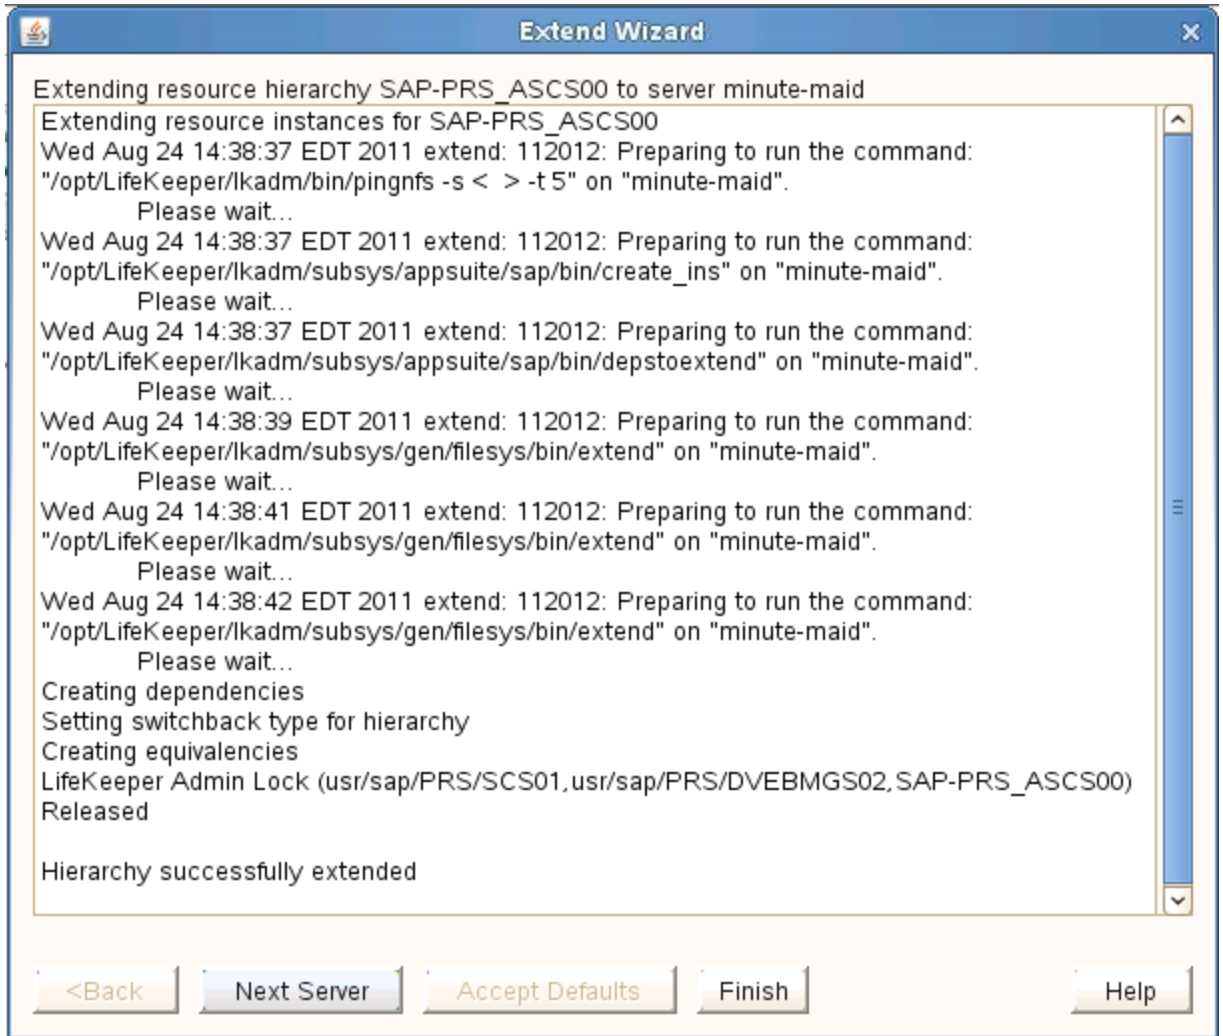 Extend Wizard
Extending resource hierarchy SAP-PRS_ASCS00 to server minute-maid
Extending resource instances for SAP-PRS_ASCS00
Wed Aug 24 14:38:37 EDT 2011 extend: 112012: Preparing to run the command:
"/opt/LifeKeeper/lkadm/bin/pingnfs -s < > -t 5" on "minute-maid".
Please wait...
Wed Aug 24 14:38:37 EDT 2011 extend: 112012: Preparing to run the command:
"/opt/LifeKeeper/lkadm/subsys/appsuite/sap/bin/create_ins" on "minute-maid".
Please wait...
Wed Aug 24 14:38:37 EDT 2011 extend: 112012: Preparing to run the command:
"/opt/LifeKeeper/lkadm/subsys/appsuite/sap/bin/depstoextend" on "minute-maid".
Please wait...
Wed Aug 24 14:38:39 EDT 2011 extend: 112012: Preparing to run the command:
"/opt/LifeKeeper/lkadm/subsys/gen/filesys/bin/extend" on "minute-maid".
Please wait...
Wed Aug 24 14:38:41 EDT 2011 extend: 112012: Preparing to run the command:
"/opt/LifeKeeper/lkadm/subsys/gen/filesys/bin/extend" on "minute-maid".
Please wait...
Wed Aug 24 14:38:42 EDT 2011 extend: 112012: Preparing to run the command:
"/opt/LifeKeeper/lkadm/subsys/gen/filesys/bin/extend" on "minute-maid".
Please wait...
Creating dependencies
Setting switchback type for hierarchy
Creating equivalencies
LifeKeeper Admin Lock (usr/sap/PRS/SCS01,usr/sap/PRS/DVEBMGS02,SAP-PRS_ASCS00)
Released
Hierarchy successfully extended
<Back Next Server Accept Defaults Finish Help